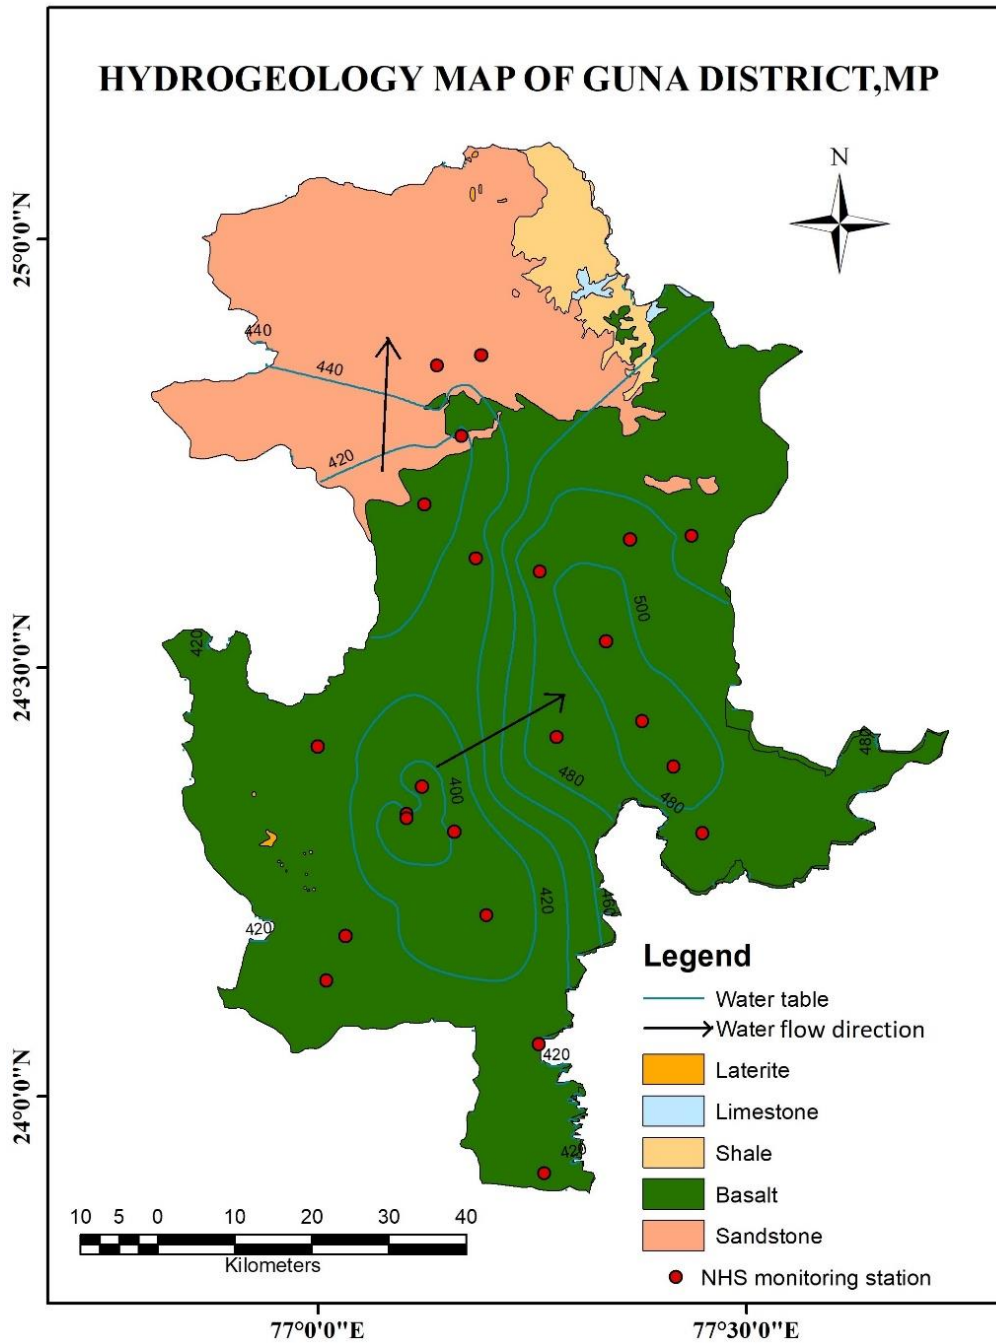 HYDROGEOLOGY MAP OF GUNA DISTRICT,MP
N
25°0'0"N
440
440
420
500
24°30'0"N
420
480
400
480
480
420
460
420
Legend
Water table
Water flow direction
420
Laterite
24°0'0"N
Limestone
420
Shale
Basalt
10 5 0 10 20 30 40
Kilometers
Sandstone
NHS monitoring station
77°0'0"E 77°30'0"E